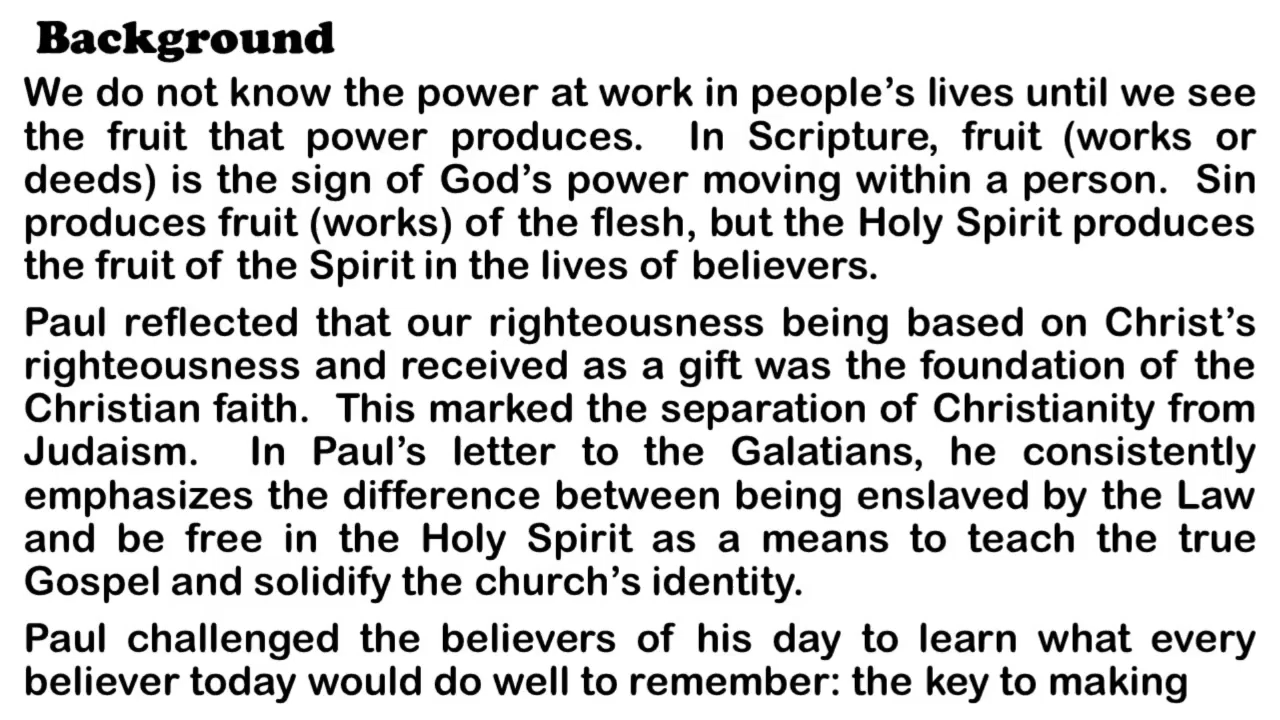 Background
We do not know the power at work in people’s lives until we see
the fruit that power produces. In Scripture, fruit (works or
deeds) is the sign of God’s power moving within a person. Sin
produces fruit (works) of the flesh, but the Holy Spirit produces
the fruit of the Spirit in the lives of believers.
Paul reflected that our righteousness being based on Christ’s
righteousness and received as a gift was the foundation of the
Christian faith. This marked the separation of Christianity from
Judaism. In Paul’s letter to the Galatians, he consistently
emphasizes the difference between being enslaved by the Law
and be free in the Holy Spirit as a means to teach the true
Gospel and solidify the church’s identity.
Paul challenged the believers of his day to learn what every
believer today would do well to remember: the key to making